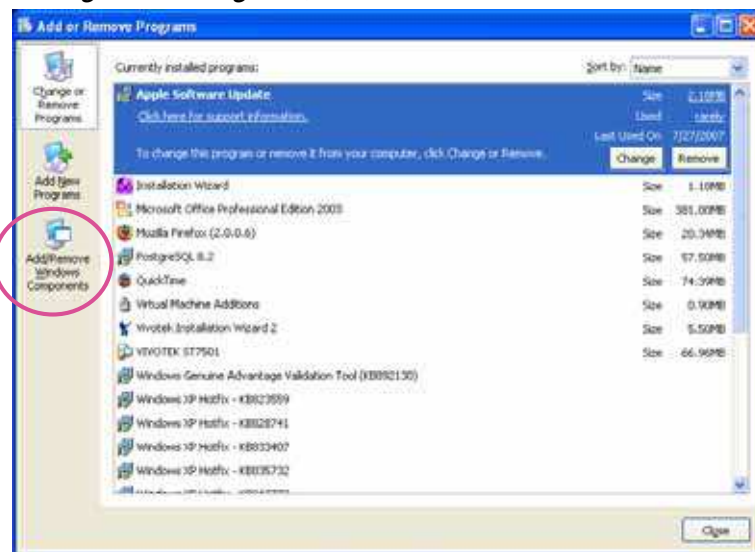 Add or Remove Programs
Change or
Remove
Programs
Add New
Programs
Add/Remove
Windows
Components
Currently installed programs:
Sort by: Name
Apple Software Update
Size 2.10MB
Click here for support information.
Used rarely
Last Used On 7/27/2007
To change this program or remove it from your computer, click Change or Remove.
Change Remove
Installation Wizard Size 1.10MB
Microsoft Office Professional Edition 2003 Size 381.00MB
Mozilla Firefox (2.0.0.6) Size 20.34MB
PostgreSQL 8.2 Size 57.50MB
QuickTime Size 74.39MB
Virtual Machine Additions Size 0.90MB
Vivotek Installation Wizard 2 Size 5.50MB
VIVOTEK ST7501 Size 66.96MB
Windows Genuine Advantage Validation Tool (KB892130)
Windows XP Hotfix - KB823559
Windows XP Hotfix - KB828741
Windows XP Hotfix - KB833407
Windows XP Hotfix - KB835732
Close